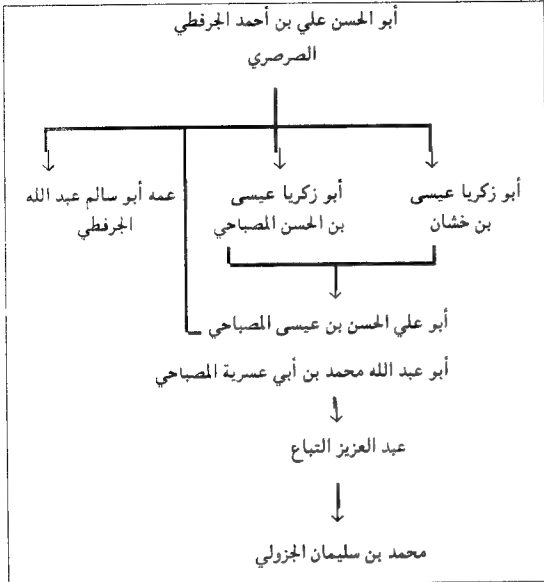 أبو الحسن علي بن أحمد الجرفطي
الصرصري
أبو زكريا عيسى
بن خشان
أبو زكريا عيسى
بن الحسن المصباحي
عمه أبو سالم عبد الله
الجرفطي
أبو علي الحسن بن عيسى المصباحي
أبو عبد الله محمد بن أبي عسرية المصباحي
عبد العزيز التباع
محمد بن سليمان الجزولي